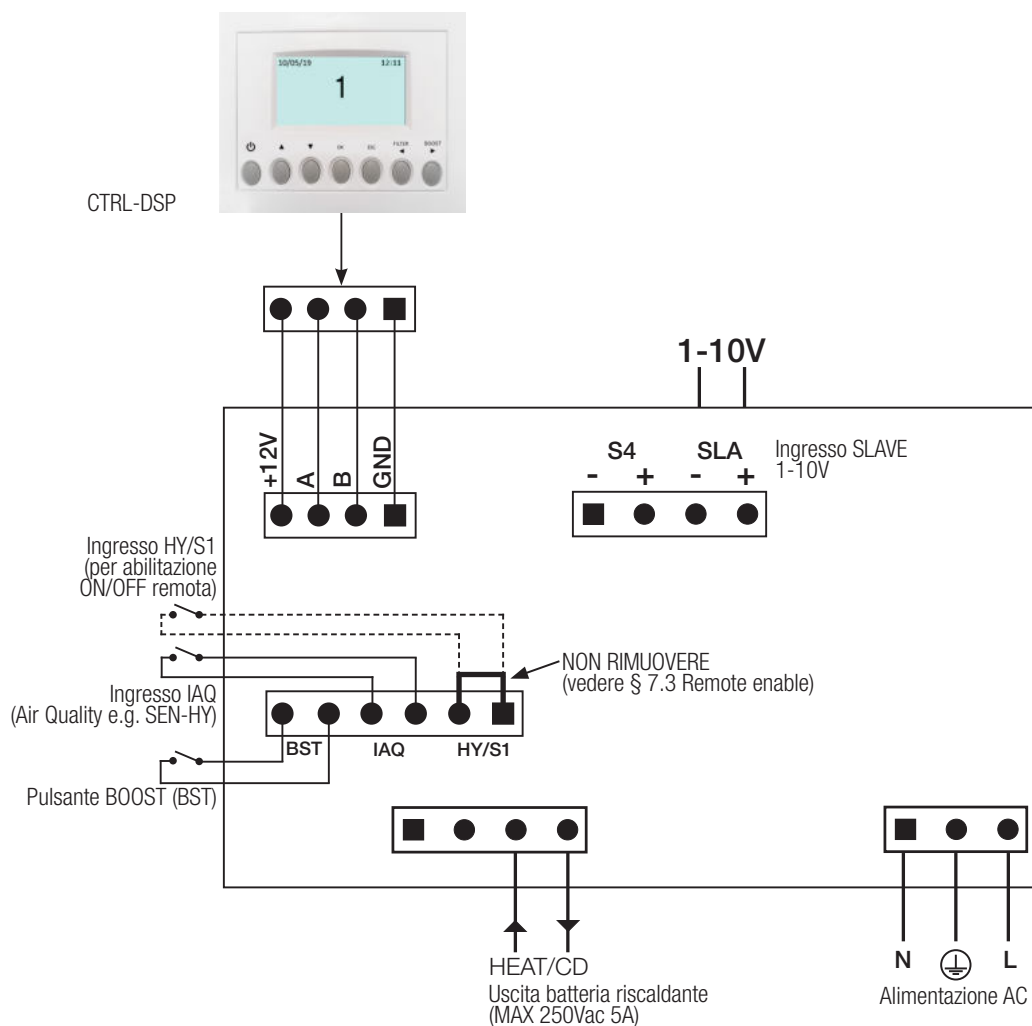 10/05/19 12:11
1
OK ESC FILTER BOOST
CTRL-DSP
1-10V
+12V
A
B
GND
S4 SLA
- + - +
Ingresso SLAVE
1-10V
Ingresso HY/S1
(per abilitazione
ON/OFF remota)
NON RIMUOVERE
(vedere § 7.3 Remote enable)
Ingresso IAQ
(Air Quality e.g. SEN-HY)
BST IAQ HY/S1
Pulsante BOOST (BST)
HEAT/CD
Uscita batteria riscaldante
(MAX 250Vac 5A)
N L
Alimentazione AC